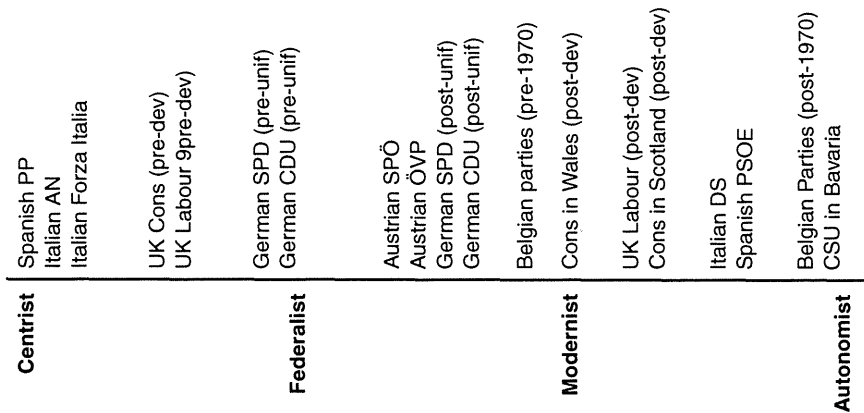 Centrist
Spanish PP
Italian AN
Italian Forza Italia
UK Cons (pre-dev)
UK Labour 9pre-dev)
Federalist
German SPD (pre-unif)
German CDU (pre-unif)
Austrian SPÖ
Austrian ÖVP
German SPD (post-unif)
German CDU (post-unif)
Belgian parties (pre-1970)
Modernist
Cons in Wales (post-dev)
UK Labour (post-dev)
Cons in Scotland (post-dev)
Italian DS
Spanish PSOE
Autonomist
Belgian Parties (post-1970)
CSU in Bavaria